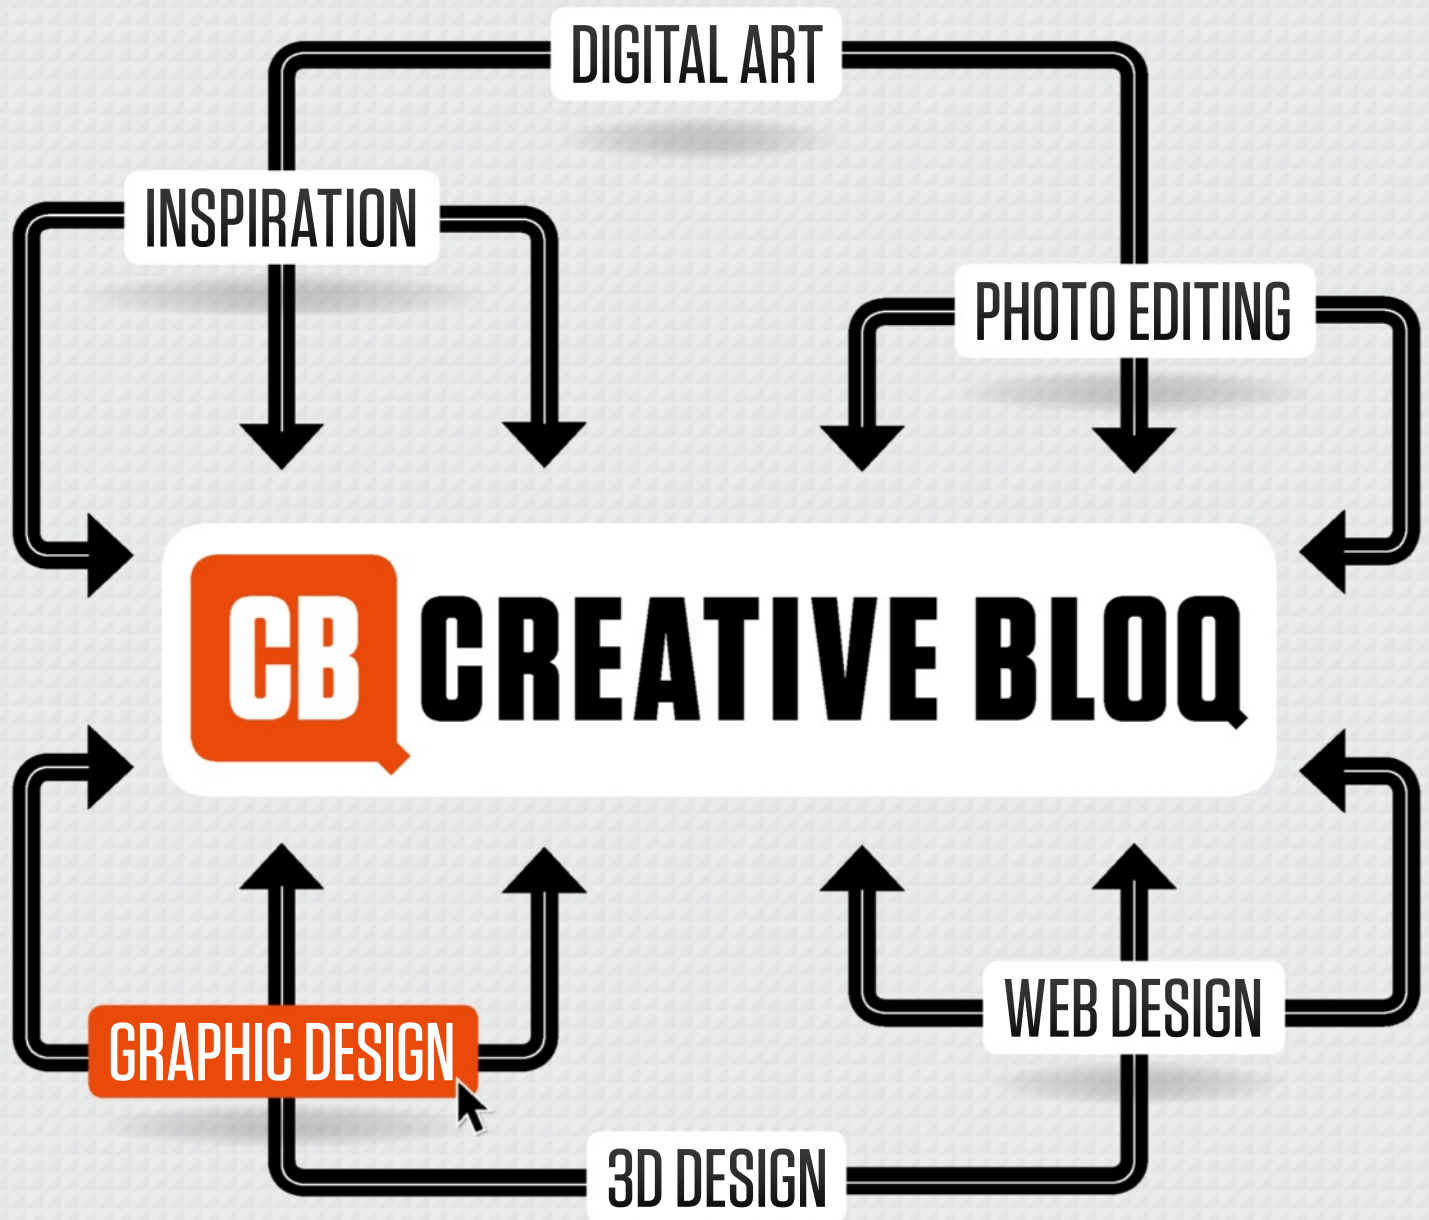 DIGITAL ART
INSPIRATION
PHOTO EDITING
CB CREATIVE BLOQ
WEB DESIGN
GRAPHIC DESIGN
3D DESIGN